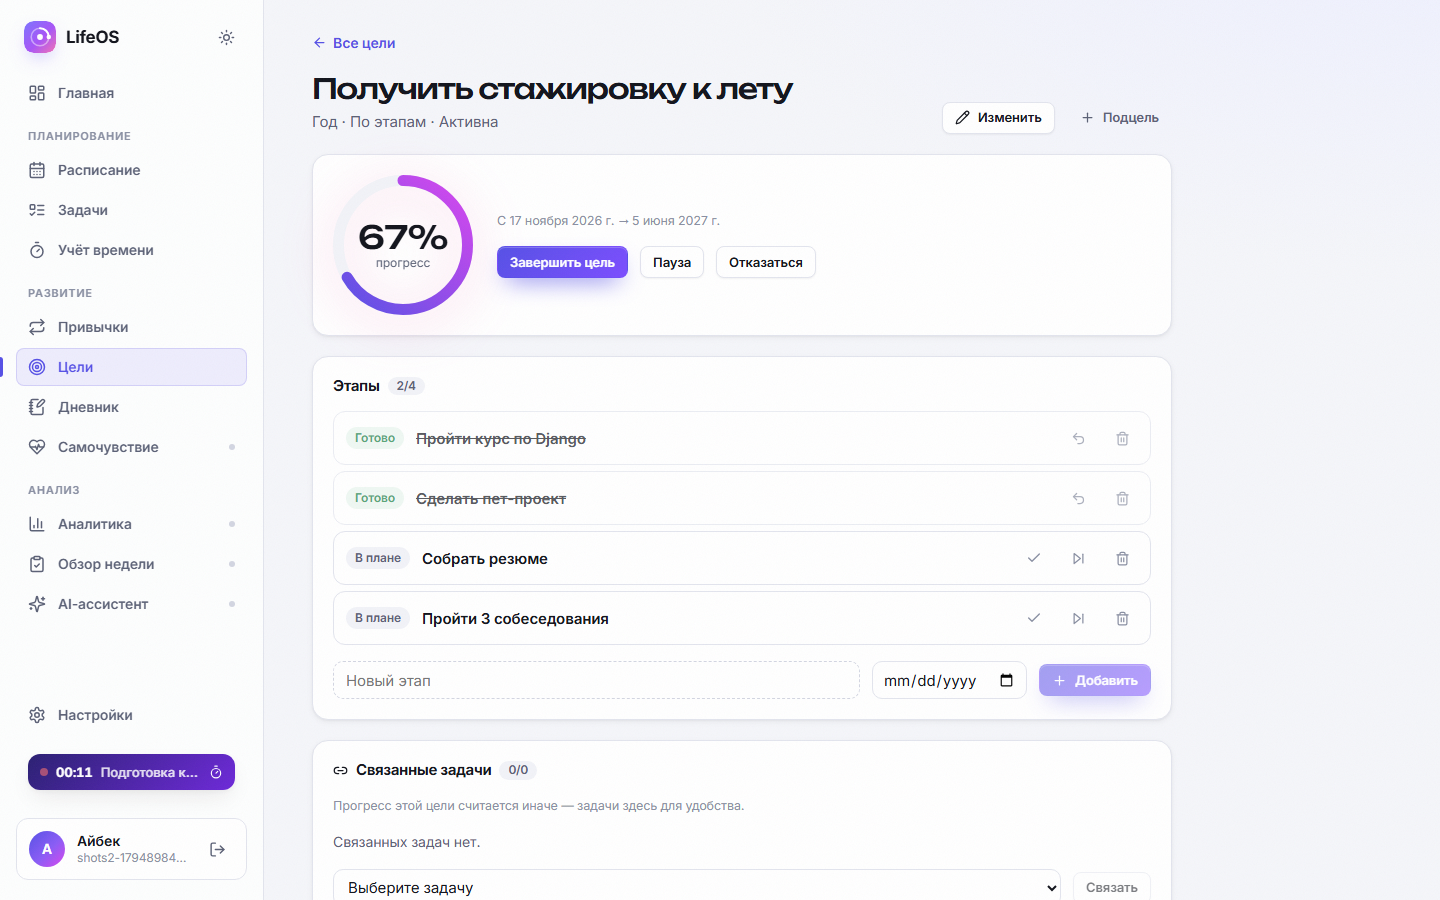 LifeOS
Главная
ПЛАНИРОВАНИЕ
Расписание
Задачи
Учёт времени
РАЗВИТИЕ
Привычки
Цели
Дневник
Самочувствие
АНАЛИЗ
Аналитика
Обзор недели
AI-ассистент
Настройки
00:11 Подготовка к...
А
Айбек
shots2-17948984...
Все цели
Получить стажировку к лету
Год · По этапам · Активна
Изменить
Подцель
67%
прогресс
С 17 ноября 2026 г. → 5 июня 2027 г.
Завершить цель
Пауза
Отказаться
Этапы 2/4
Готово Пройти курс по Django
Готово Сделать пет-проект
В плане Собрать резюме
В плане Пройти 3 собеседования
Новый этап
mm/dd/yyyy
Добавить
Связанные задачи 0/0
Прогресс этой цели считается иначе — задачи здесь для удобства.
Связанных задач нет.
Выберите задачу
Связать